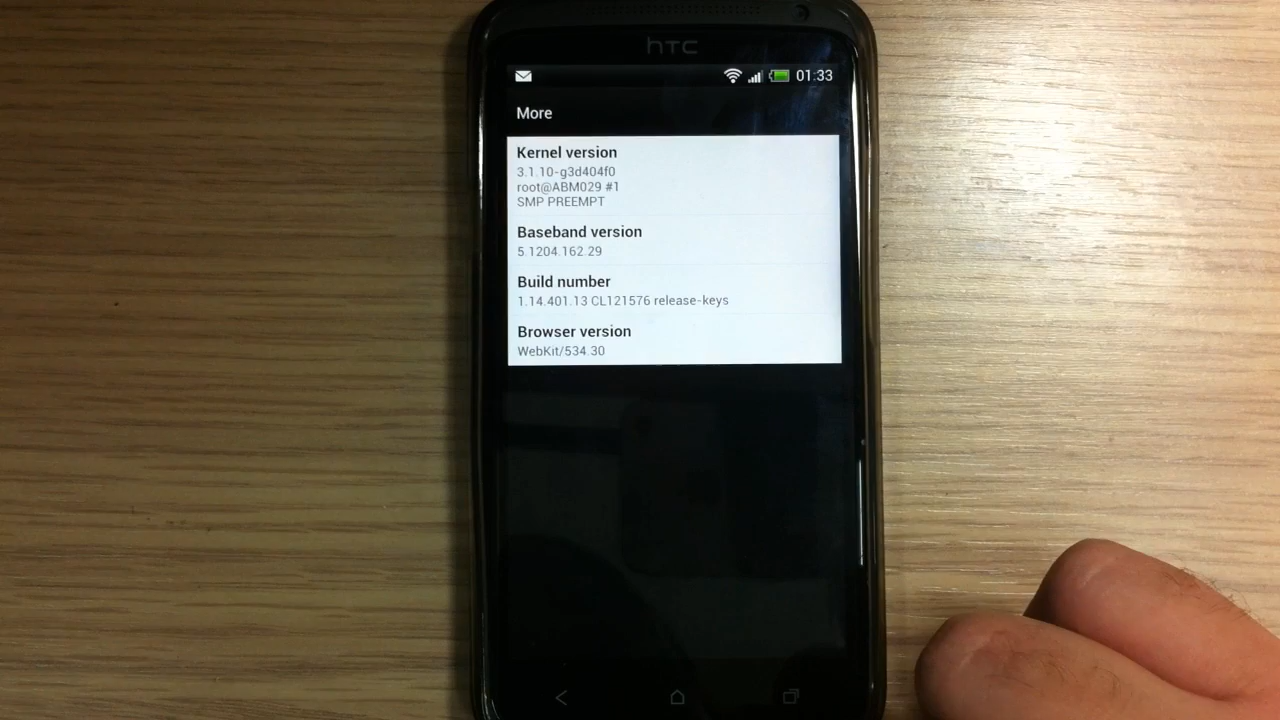 hTC
01:33
More
Kernel version
3.1.10-g3d404f0
root@ABM029 #1
SMP PREEMPT
Baseband version
5.1204.162.29
Build number
1.14.401.13 CL121576 release-keys
Browser version
WebKit/534.30